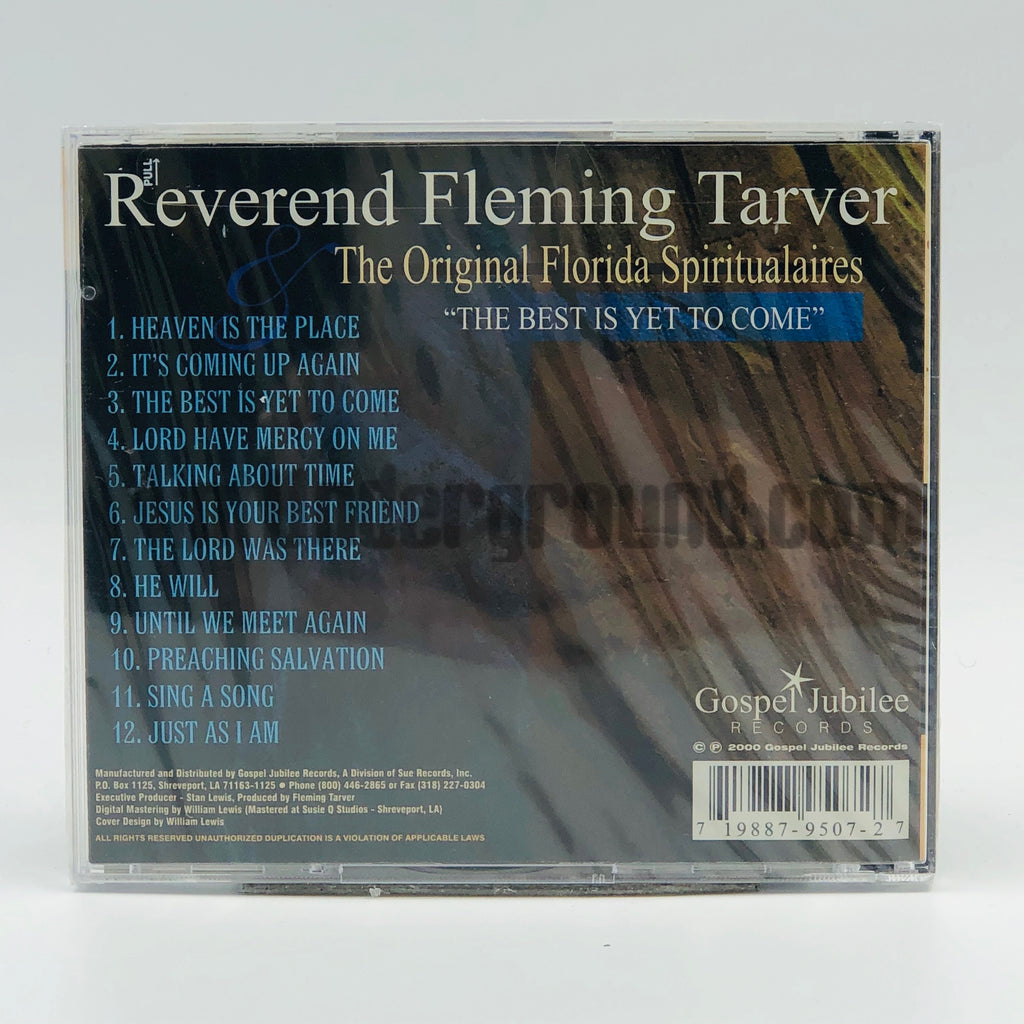 PULL
Reverend Fleming Tarver
&
The Original Florida Spiritualaires
"THE BEST IS YET TO COME"
1. HEAVEN IS THE PLACE
2. IT'S COMING UP AGAIN
3. THE BEST IS YET TO COME
4. LORD HAVE MERCY ON ME
5. TALKING ABOUT TIME
6. JESUS IS YOUR BEST FRIEND
7. THE LORD WAS THERE
8. HE WILL
9. UNTIL WE MEET AGAIN
10. PREACHING SALVATION
11. SING A SONG
12. JUST AS I AM
Gospel Jubilee
RECORDS
© ℗ 2000 Gospel Jubilee Records
Manufactured and Distributed by Gospel Jubilee Records, A Division of Sue Records, Inc.
P.O. Box 1125, Shreveport, LA 71163-1125 • Phone (800) 446-2865 or Fax (318) 227-0304
Executive Producer - Stan Lewis, Produced by Fleming Tarver
Digital Mastering by William Lewis (Mastered at Susie Q Studios - Shreveport, LA)
Cover Design by William Lewis
ALL RIGHTS RESERVED UNAUTHORIZED DUPLICATION IS A VIOLATION OF APPLICABLE LAWS
7 19887-9507-2 7